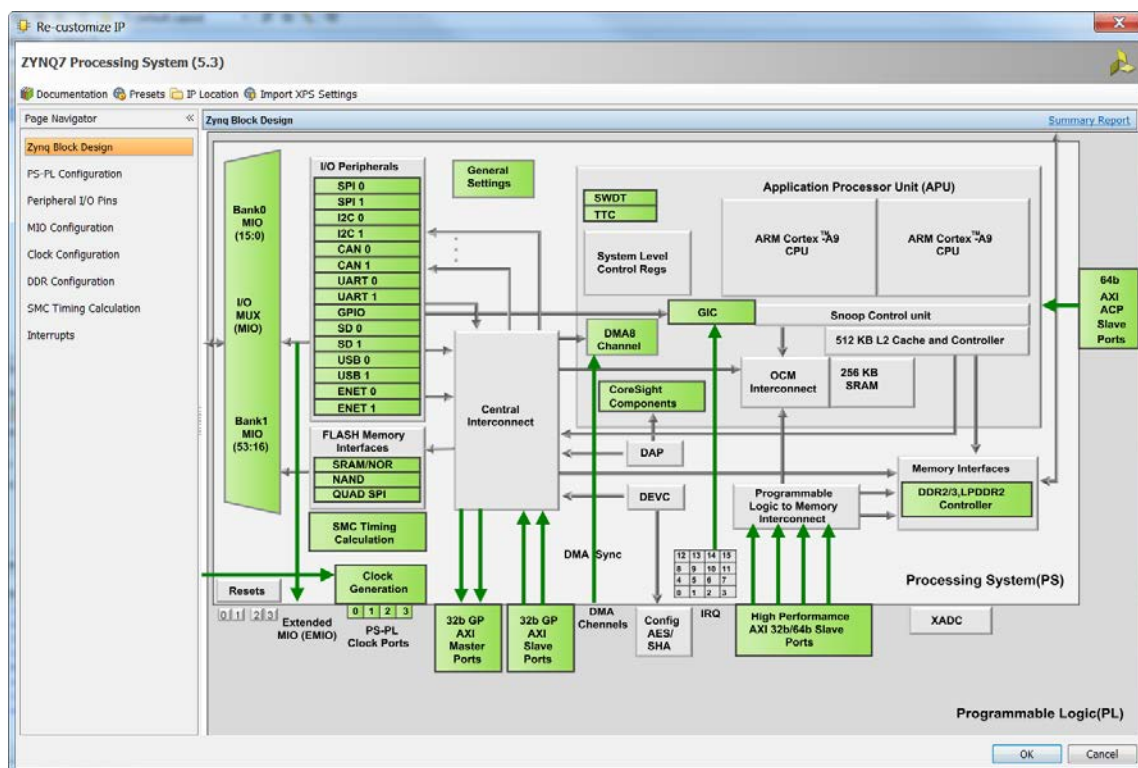 Re-customize IP
ZYNQ7 Processing System (5.3)
Documentation Presets IP Location Import XPS Settings
Page Navigator «
Zynq Block Design
PS-PL Configuration
Peripheral I/O Pins
MIO Configuration
Clock Configuration
DDR Configuration
SMC Timing Calculation
Interrupts
Zynq Block Design
Summary Report
Bank0
MIO
(15:0)
I/O
MUX
(MIO)
Bank1
MIO
(53:16)
I/O Peripherals
SPI 0
SPI 1
I2C 0
I2C 1
CAN 0
CAN 1
UART 0
UART 1
GPIO
SD 0
SD 1
USB 0
USB 1
ENET 0
ENET 1
FLASH Memory
Interfaces
SRAM/NOR
NAND
QUAD SPI
SMC Timing
Calculation
General
Settings
Application Processor Unit (APU)
SWDT
TTC
System Level
Control Regs
ARM Cortex™-A9
CPU
ARM Cortex™-A9
CPU
GIC
Snoop Control unit
512 KB L2 Cache and Controller
DMA8
Channel
OCM
Interconnect
256 KB
SRAM
CoreSight
Components
Central
Interconnect
DAP
DEVC
Programmable
Logic to Memory
Interconnect
Memory Interfaces
DDR2/3,LPDDR2
Controller
64b
AXI
ACP
Slave
Ports
Processing System(PS)
Resets
0 1 2 3
Clock
Generation
0 1 2 3
Extended
MIO (EMIO)
PS-PL
Clock Ports
32b GP
AXI
Master
Ports
32b GP
AXI
Slave
Ports
DMA Sync
DMA
Channels
Config
AES/
SHA
12 13 14 15
8 9 10 11
4 5 6 7
0 1 2 3
IRQ
High Performance
AXI 32b/64b Slave
Ports
XADC
Programmable Logic(PL)
OK Cancel